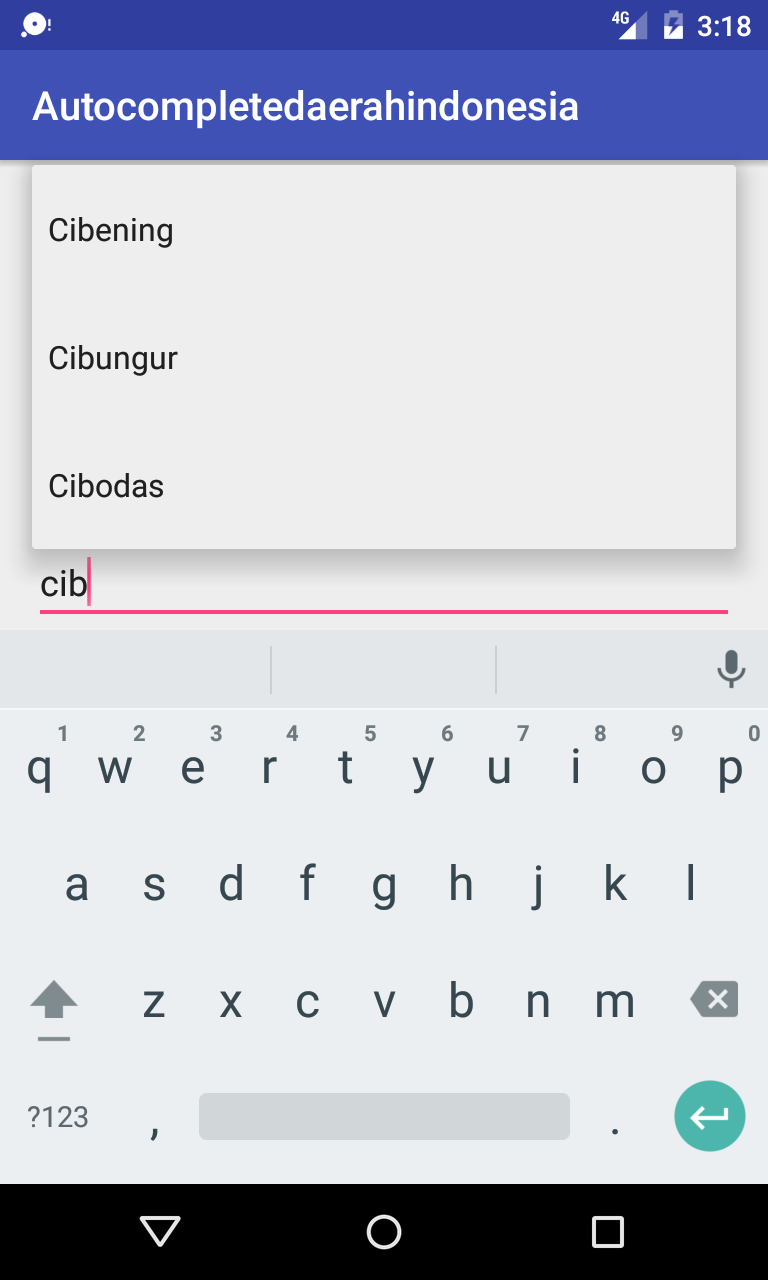 4G 3:18
Autocompletedaerahindonesia
Cibening
Cibungur
Cibodas
cib
1 2 3 4 5 6 7 8 9 0
q w e r t y u i o p
a s d f g h j k l
z x c v b n m
?123 , .